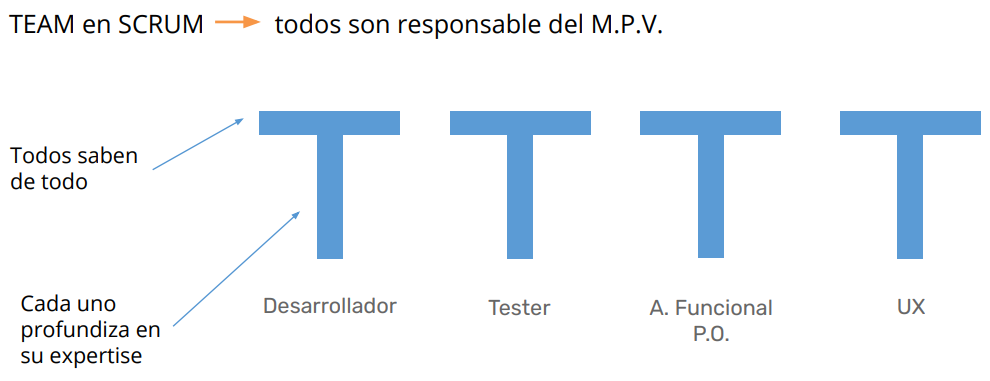 TEAM en SCRUM todos son responsable del M.P.V.
Todos saben
de todo
Cada uno
profundiza en
su expertise
Desarrollador
Tester
A. Funcional
P.O.
UX